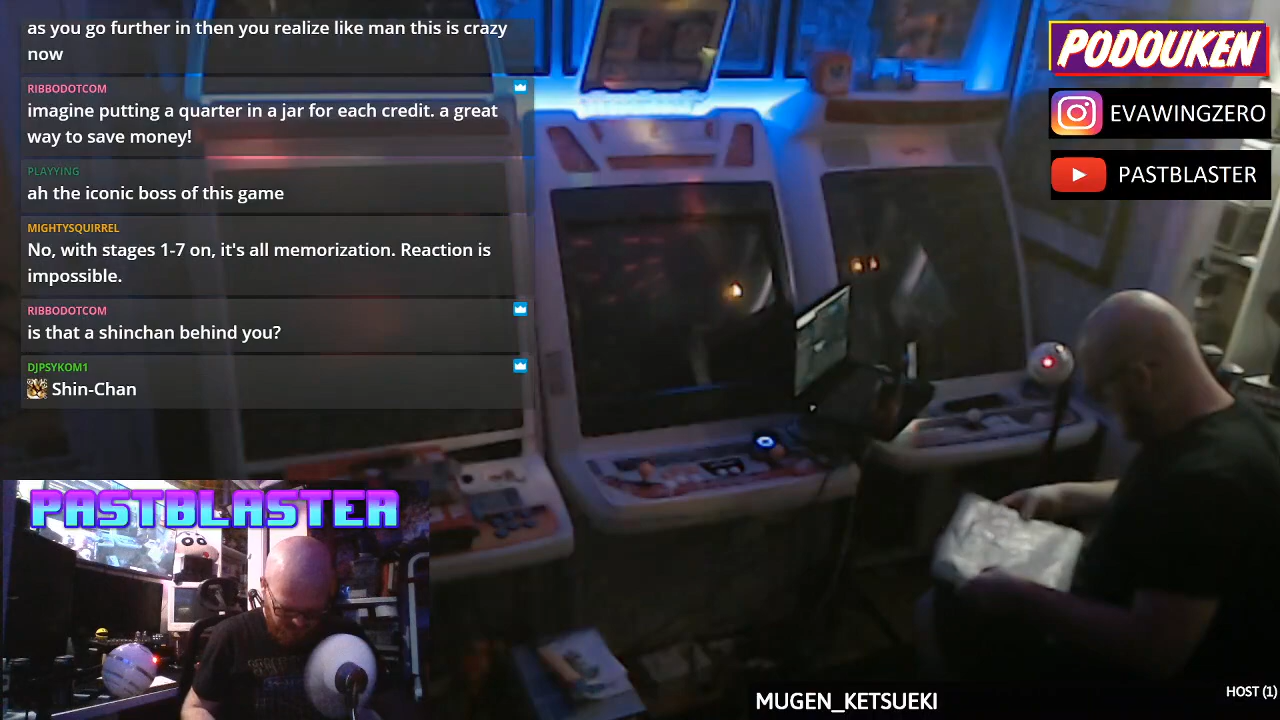 as you go further in then you realize like man this is crazy
now
RIBBODOTCOM
imagine putting a quarter in a jar for each credit. a great
way to save money!
PLAYYING
ah the iconic boss of this game
MIGHTYSQUIRREL
No, with stages 1-7 on, it's all memorization. Reaction is
impossible.
RIBBODOTCOM
is that a shinchan behind you?
DJPSYKOM1
Shin-Chan
PODOUKEN
EVAWINGZERO
PASTBLASTER
PASTBLASTER
MUGEN_KETSUEKI
HOST (1)